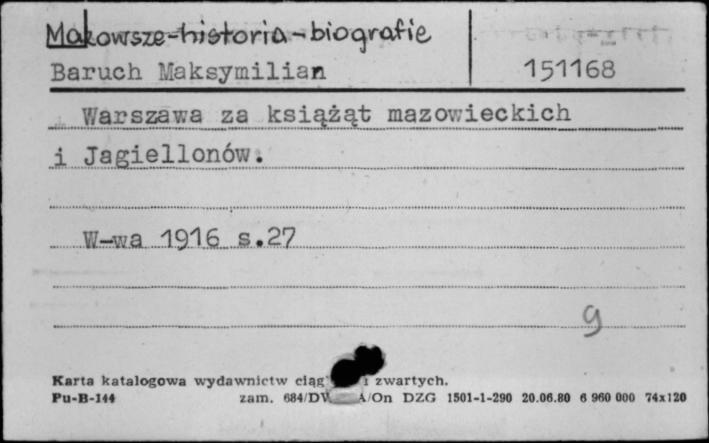 Makowsze-historia-biografie
Baruch Maksymilian 151168
Warszawa za książąt mazowieckich
i Jagiellonów.
W-wa 1916 s.27
9
Karta katalogowa wydawnictw ciąg i zwartych.
Pu-B-144 zam. 684/DW A/On DZG 1501-1-290 20.06.80 6 960 000 74x120